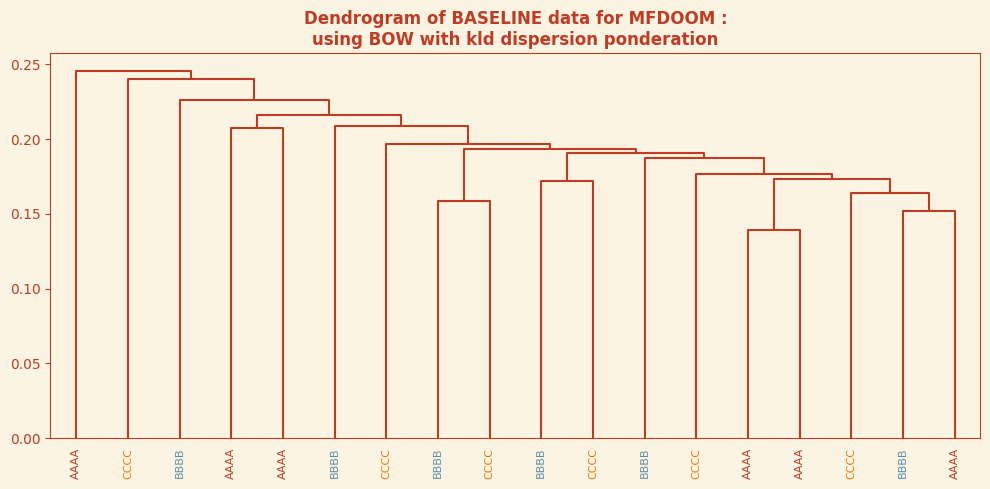 Dendrogram of BASELINE data for MFDOOM :
using BOW with kld dispersion ponderation
0.25
0.20
0.15
0.10
0.05
0.00
AAAA
CCCC
BBBB
AAAA
AAAA
BBBB
CCCC
BBBB
CCCC
BBBB
CCCC
BBBB
CCCC
AAAA
AAAA
CCCC
BBBB
AAAA